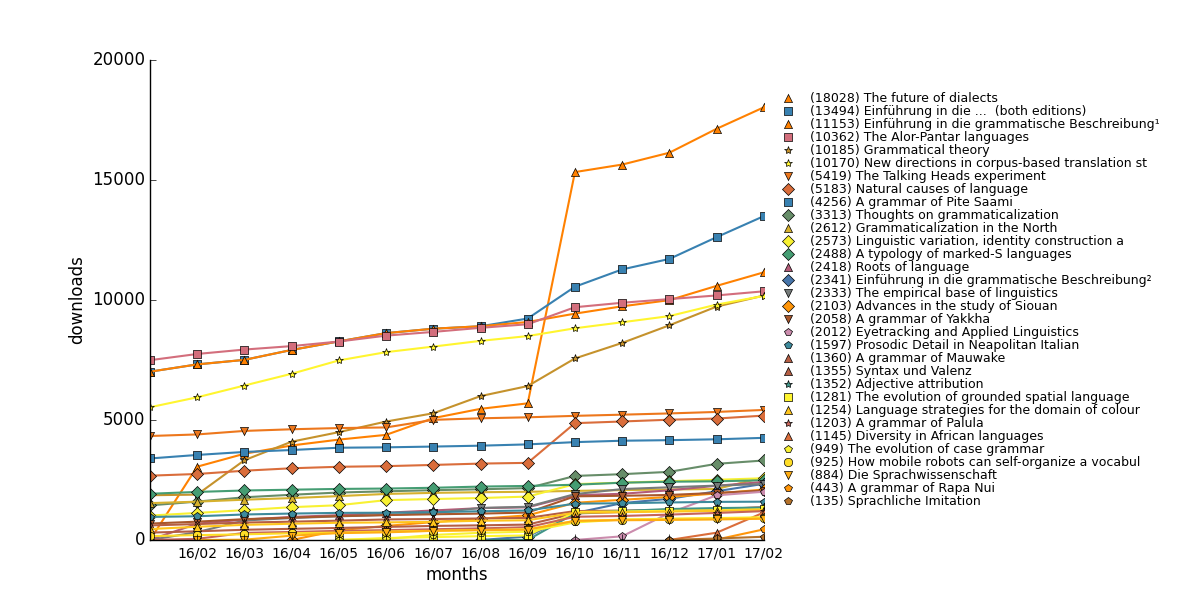 20000
15000
10000
5000
0
downloads
16/02 16/03 16/04 16/05 16/06 16/07 16/08 16/09 16/10 16/11 16/12 17/01 17/02
months
(18028) The future of dialects
(13494) Einführung in die ... (both editions)
(11153) Einführung in die grammatische Beschreibung¹
(10362) The Alor-Pantar languages
(10185) Grammatical theory
(10170) New directions in corpus-based translation st
(5419) The Talking Heads experiment
(5183) Natural causes of language
(4256) A grammar of Pite Saami
(3313) Thoughts on grammaticalization
(2612) Grammaticalization in the North
(2573) Linguistic variation, identity construction a
(2488) A typology of marked-S languages
(2418) Roots of language
(2341) Einführung in die grammatische Beschreibung²
(2333) The empirical base of linguistics
(2103) Advances in the study of Siouan
(2058) A grammar of Yakkha
(2012) Eyetracking and Applied Linguistics
(1597) Prosodic Detail in Neapolitan Italian
(1360) A grammar of Mauwake
(1355) Syntax und Valenz
(1352) Adjective attribution
(1281) The evolution of grounded spatial language
(1254) Language strategies for the domain of colour
(1203) A grammar of Palula
(1145) Diversity in African languages
(949) The evolution of case grammar
(925) How mobile robots can self-organize a vocabul
(884) Die Sprachwissenschaft
(443) A grammar of Rapa Nui
(135) Sprachliche Imitation